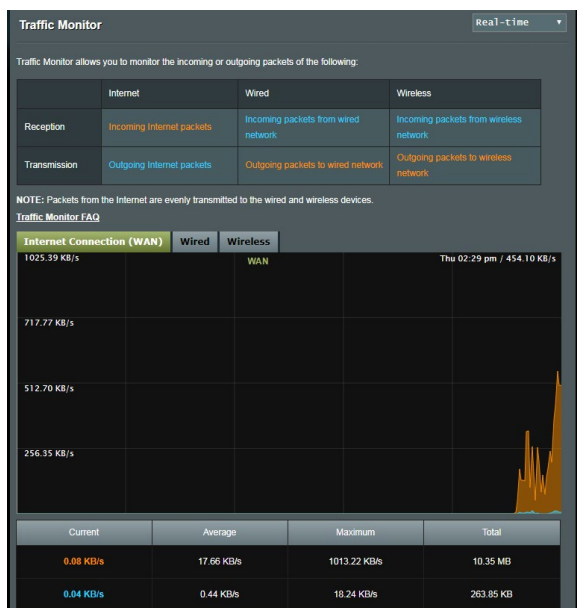 Traffic Monitor
Real-time
Traffic Monitor allows you to monitor the incoming or outgoing packets of the following:
Internet Wired Wireless
Reception Incoming Internet packets Incoming packets from wired network Incoming packets from wireless network
Transmission Outgoing Internet packets Outgoing packets to wired network Outgoing packets to wireless network
NOTE: Packets from the Internet are evenly transmitted to the wired and wireless devices.
Traffic Monitor FAQ
Internet Connection (WAN) Wired Wireless
1025.39 KB/s WAN Thu 02:29 pm / 454.10 KB/s
717.77 KB/s
512.70 KB/s
256.35 KB/s
Current Average Maximum Total
0.08 KB/s 17.66 KB/s 1013.22 KB/s 10.35 MB
0.04 KB/s 0.44 KB/s 18.24 KB/s 263.85 KB